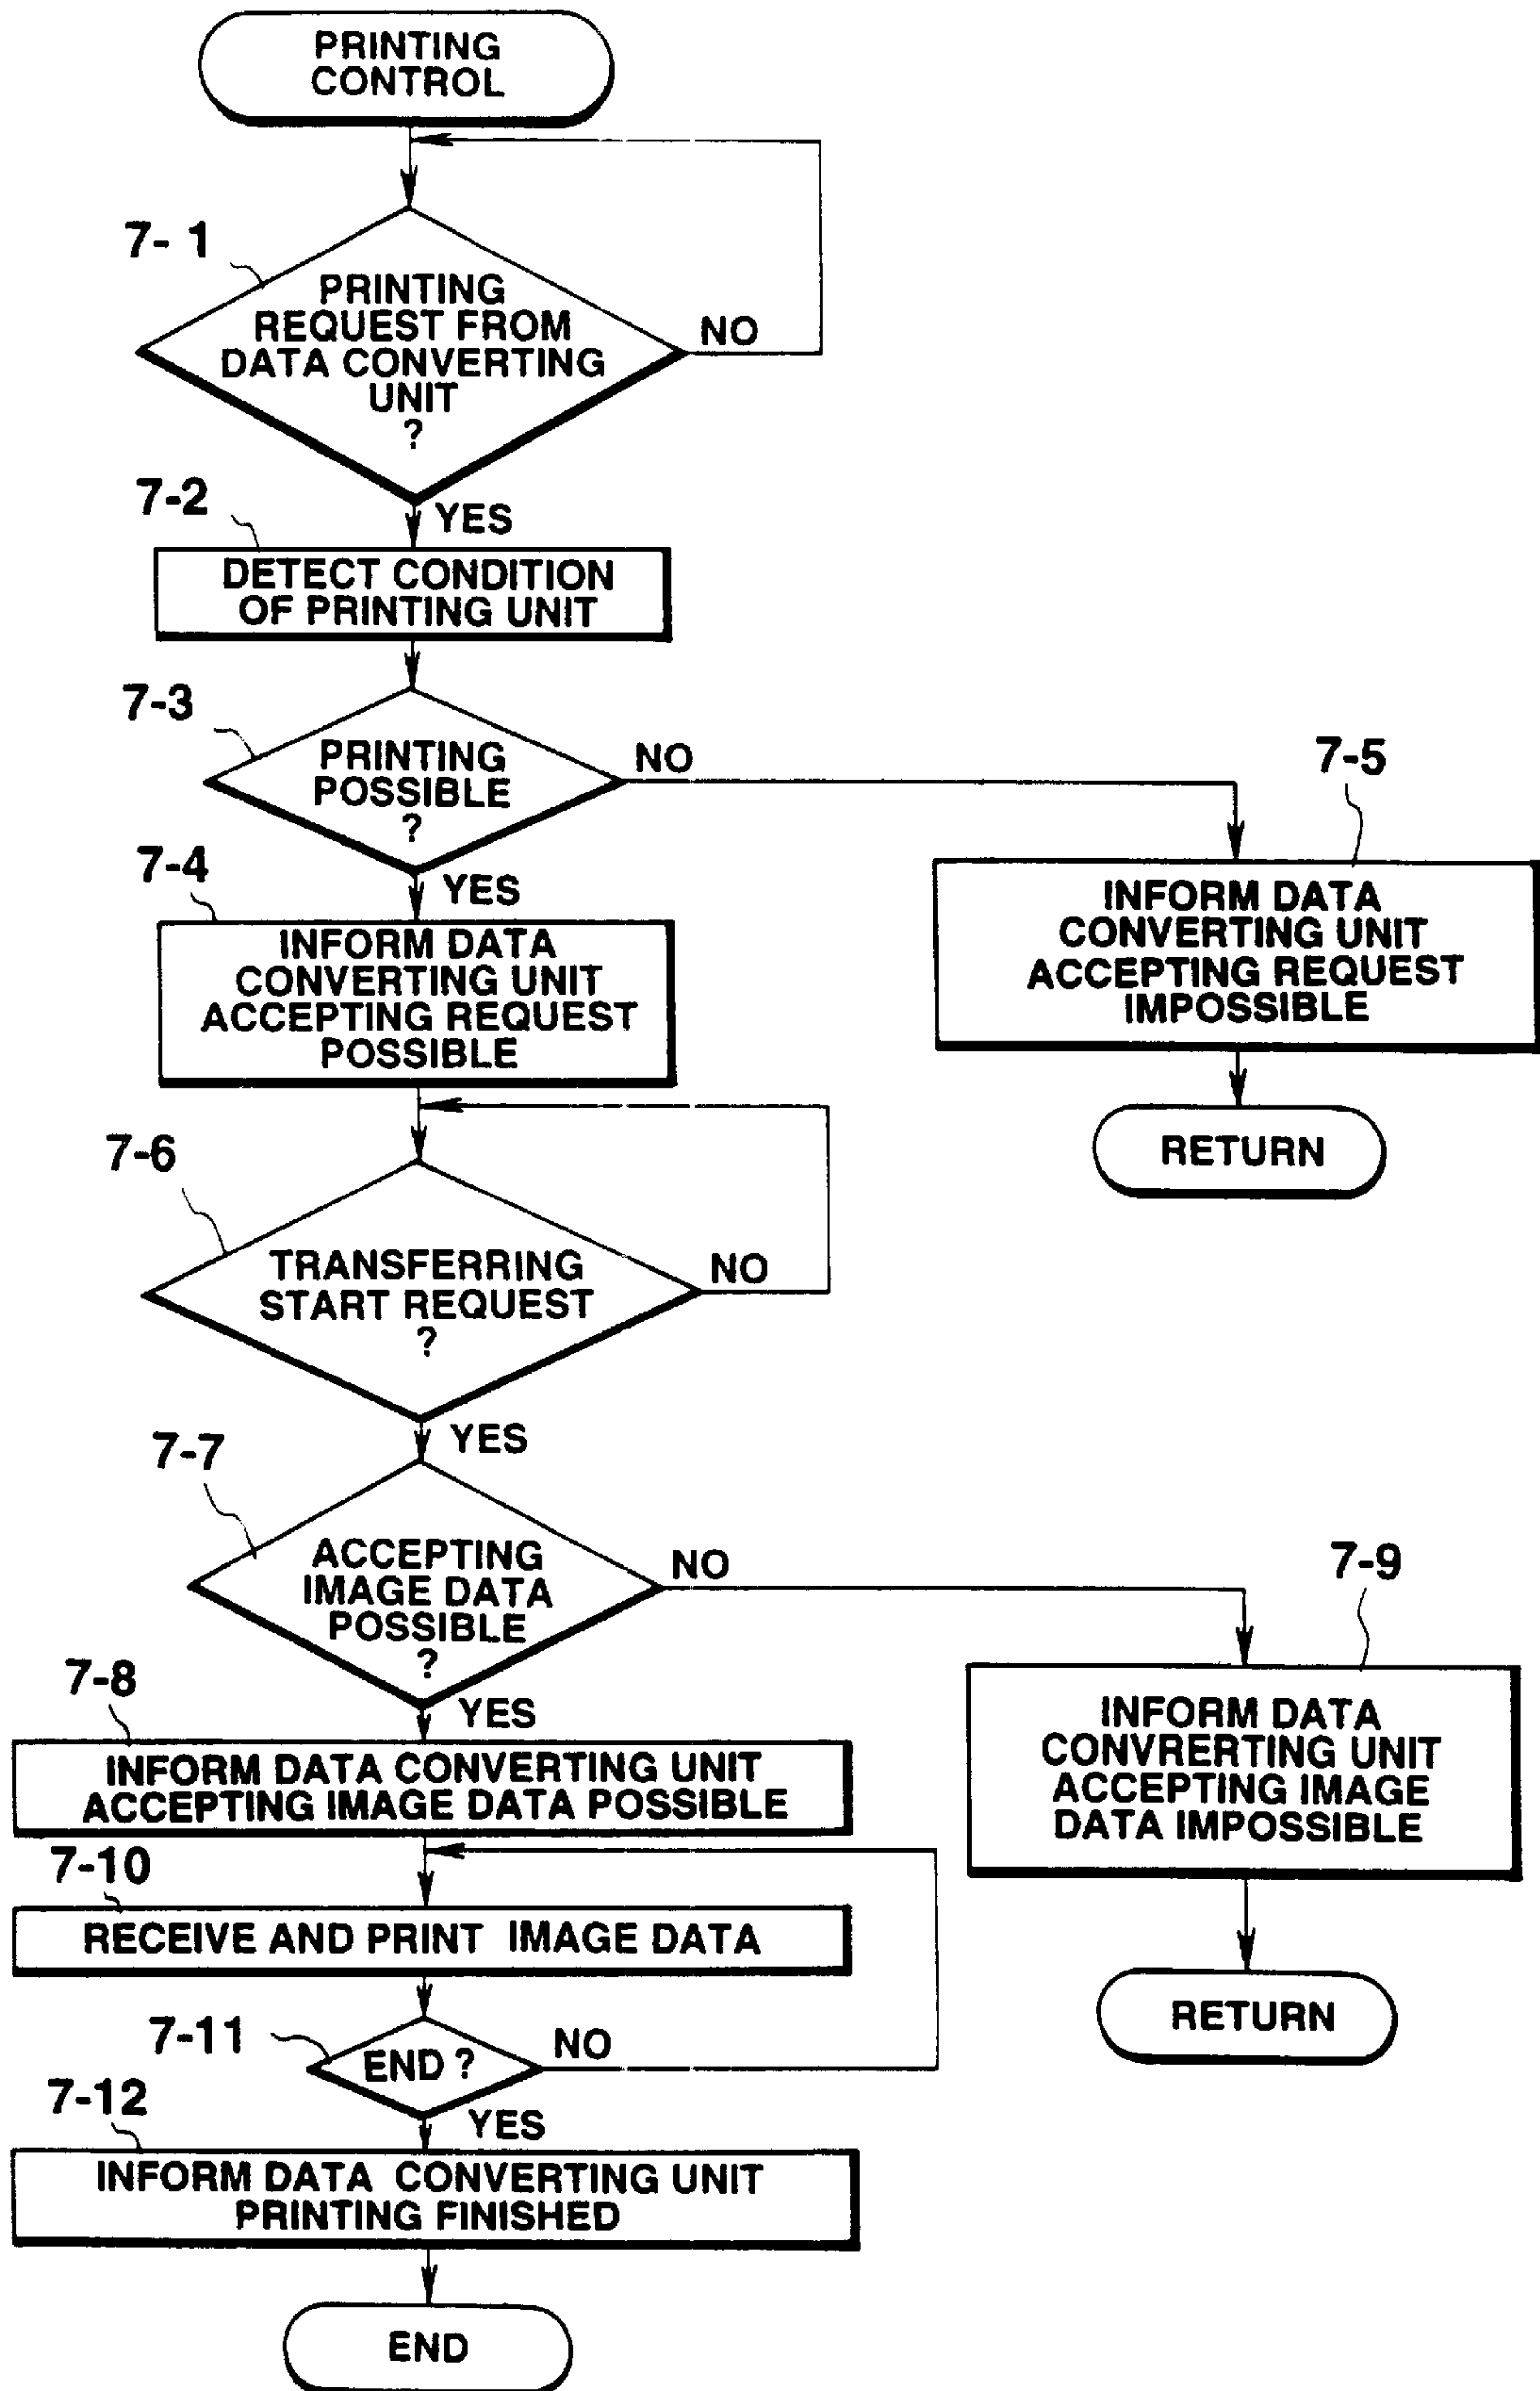 PRINTING
CONTROL
7- 1
PRINTING
REQUEST FROM
DATA CONVERTING
UNIT
?
NO
YES
7-2
DETECT CONDITION
OF PRINTING UNIT
7-3
PRINTING
POSSIBLE
?
NO
YES
7-5
INFORM DATA
CONVERTING UNIT
ACCEPTING REQUEST
IMPOSSIBLE
RETURN
7-4
INFORM DATA
CONVERTING UNIT
ACCEPTING REQUEST
POSSIBLE
7-6
TRANSFERRING
START REQUEST
?
NO
YES
7-7
ACCEPTING
IMAGE DATA
POSSIBLE
?
NO
YES
7-9
INFORM DATA
CONVRERTING UNIT
ACCEPTING IMAGE
DATA IMPOSSIBLE
RETURN
7-8
INFORM DATA CONVERTING UNIT
ACCEPTING IMAGE DATA POSSIBLE
7-10
RECEIVE AND PRINT IMAGE DATA
7-11
END ?
NO
YES
7-12
INFORM DATA CONVERTING UNIT
PRINTING FINISHED
END